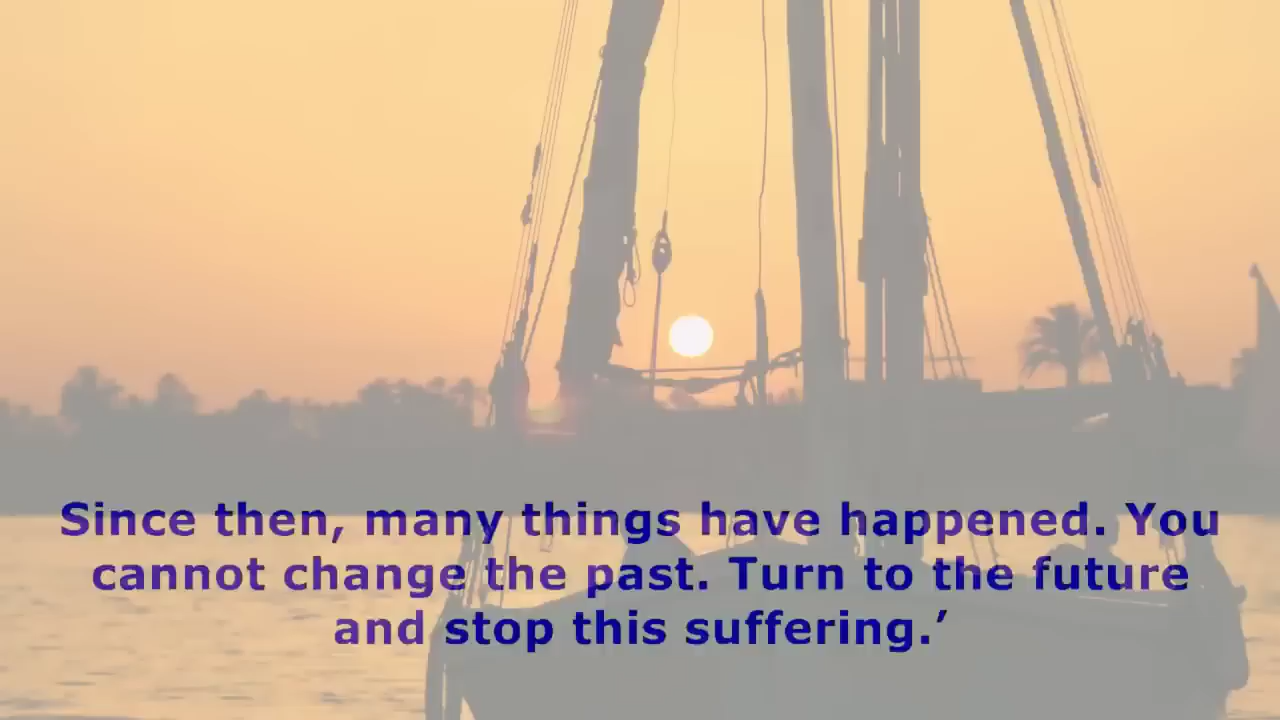 Since then, many things have happened. You
cannot change the past. Turn to the future
and stop this suffering.’